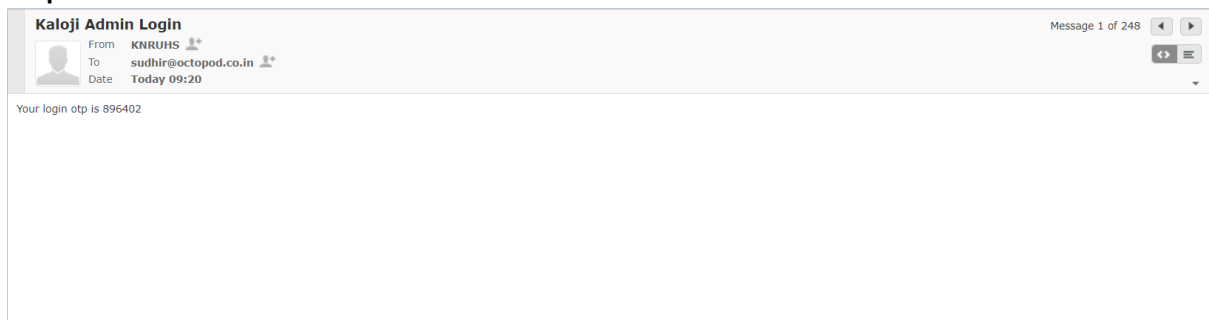 Kaloji Admin Login
Message 1 of 248
From KNRUHS
To sudhir@octopod.co.in
Date Today 09:20
Your login otp is 896402